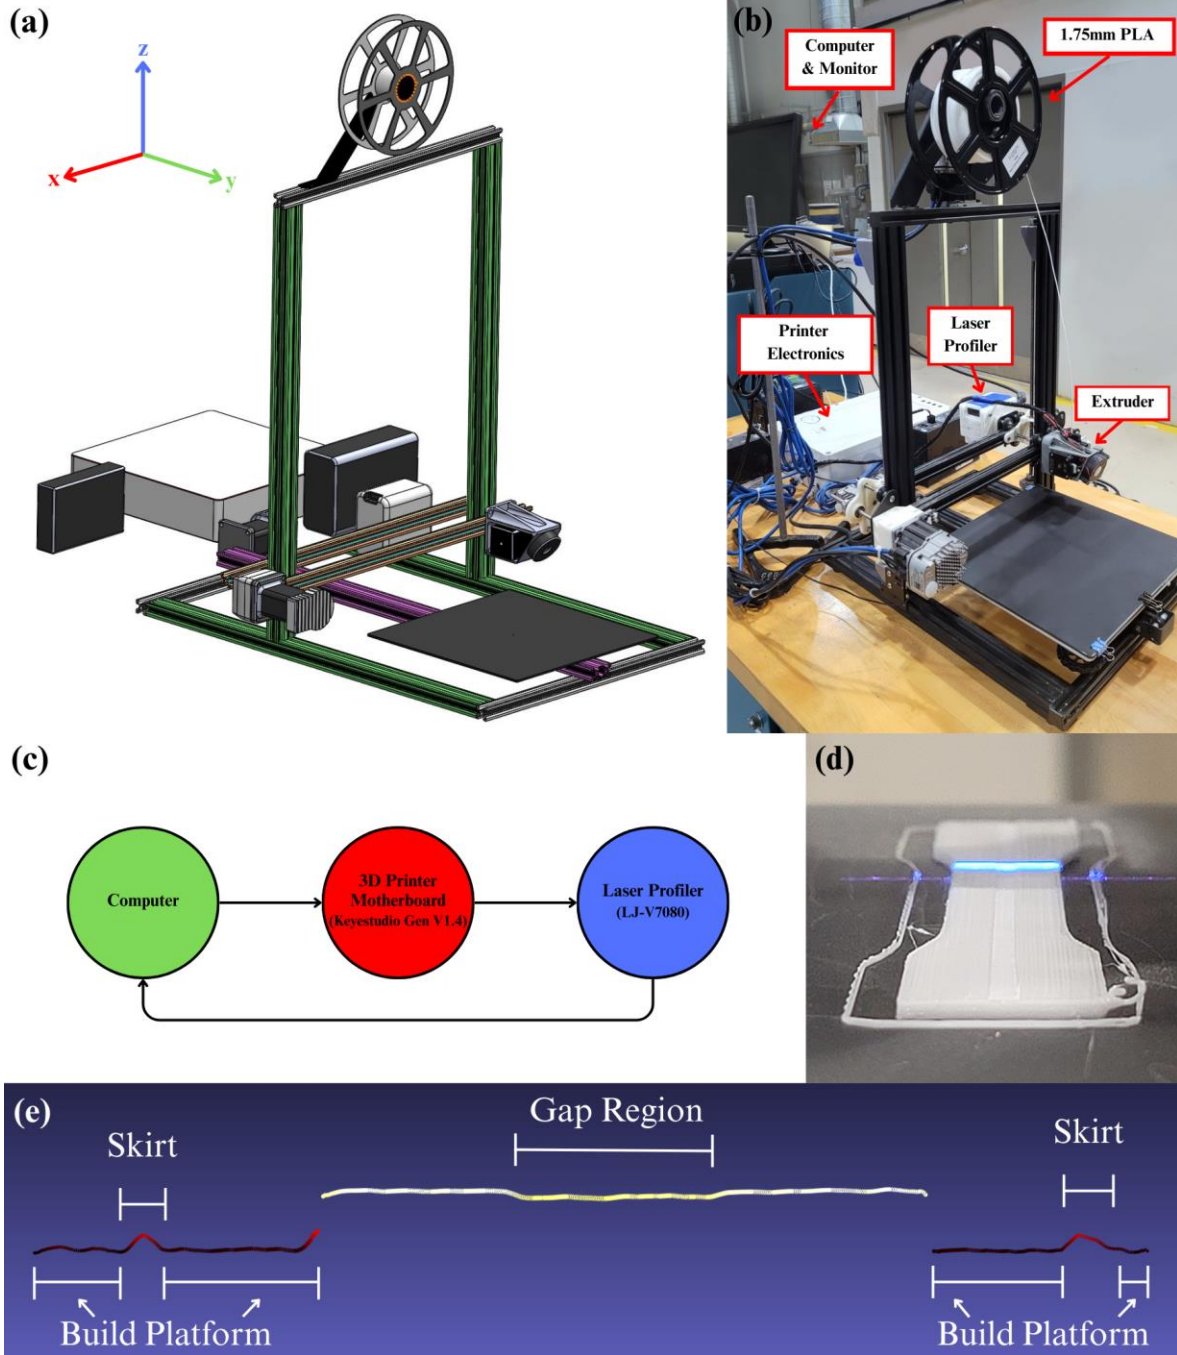 (a)
z
x
y
(b)
Computer
& Monitor
1.75mm PLA
Printer
Electronics
Laser
Profiler
Extruder
(c)
Computer
3D Printer
Motherboard
(Keyestudio Gen V1.4)
Laser Profiler
(LJ-V7080)
(d)
(e)
Skirt
Gap Region
Skirt
Build Platform
Build Platform